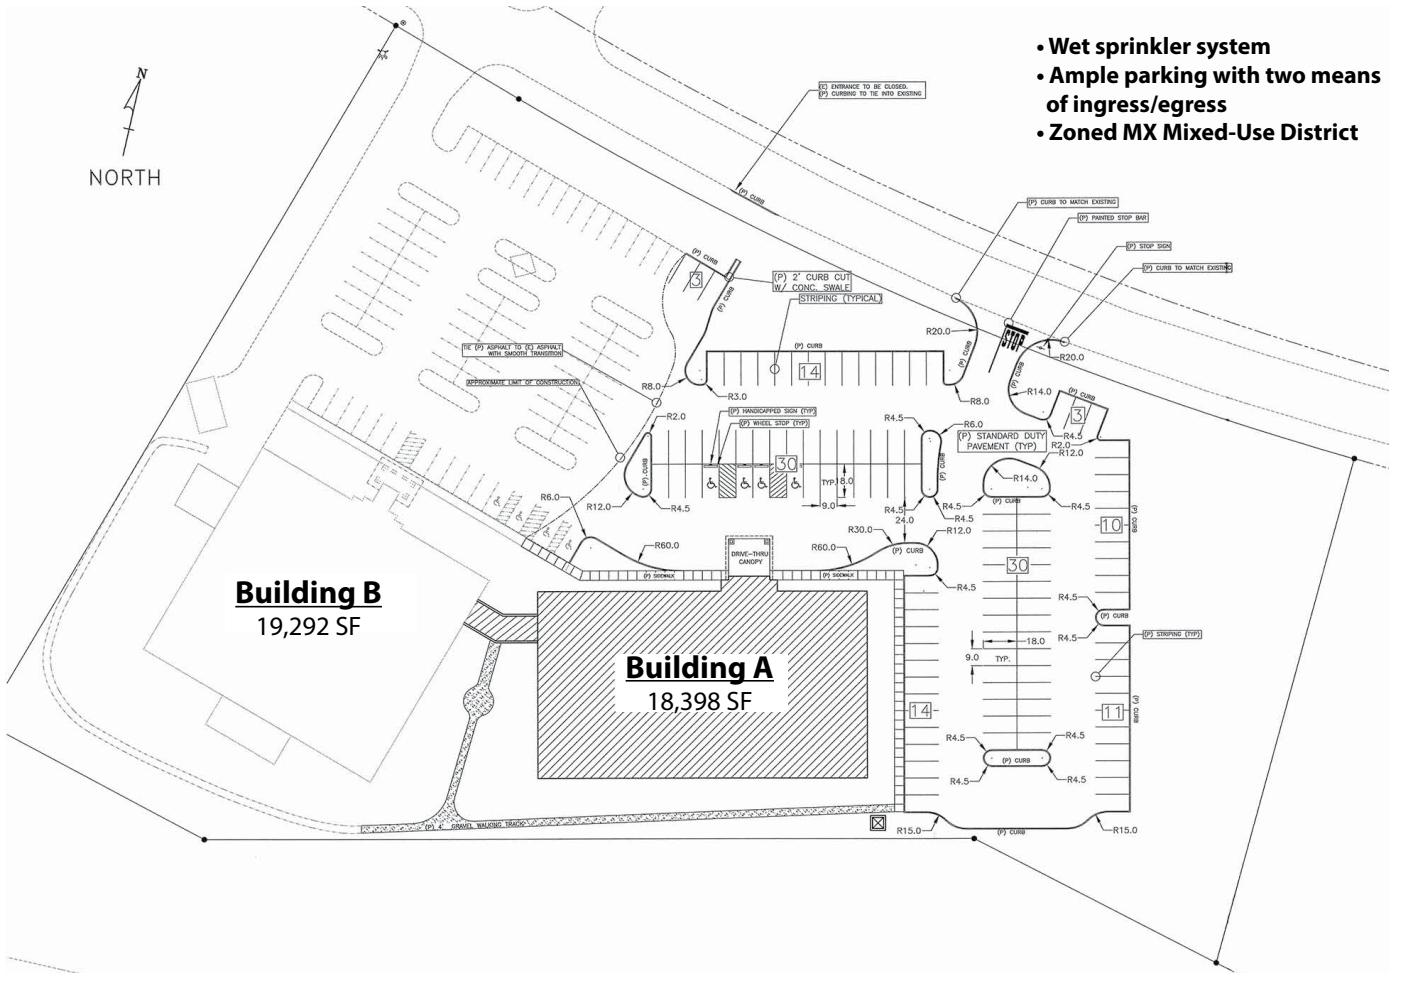 • Wet sprinkler system
• Ample parking with two means
of ingress/egress
• Zoned MX Mixed-Use District
N
NORTH
(E) ENTRANCE TO BE CLOSED.
(P) CURBING TO TIE INTO EXISTING
(P) CURB
(P) CURB TO MATCH EXISTING
(P) PAINTED STOP BAR
(P) STOP SIGN
(P) CURB TO MATCH EXISTING
(P) CURB
3
(P) CURB
(P) 2' CURB CUT
W/ CONC. SWALE
STRIPING (TYPICAL)
R20.0
STOP
R20.0
TIE (P) ASPHALT TO (E) ASPHALT
WITH SMOOTH TRANSITION
(P) CURB
14
(P) CURB
(P) CURB
APPROXIMATE LIMIT OF CONSTRUCTION
R8.0
R3.0
R8.0
R14.0
(P) CURB
3
R2.0
(P) HANDICAPPED SIGN (TYP)
(P) WHEEL STOP (TYP)
R4.5
R6.0
(P) STANDARD DUTY
PAVEMENT (TYP)
R4.5
R2.0
R12.0
(P) CURB
30
(P) CURB
R14.0
TYP.
18.0
9.0
R6.0
R12.0
R4.5
R4.5
R4.5
24.0
R4.5
(P) CURB
R4.5
10
(P) CURB
R60.0
DRIVE-THRU
CANOPY
R60.0
R30.0
(P) CURB
R12.0
30
(P) SIDEWALK
(P) SIDEWALK
R4.5
Building B
19,292 SF
R4.5
(P) CURB
R4.5
(P) STRIPING (TYP)
18.0
9.0
TYP.
Building A
18,398 SF
14
11
(P) CURB
R4.5
R4.5
(P) CURB
R4.5
R4.5
(P) 4' GRAVEL WALKING TRACK
R15.0
(P) CURB
R15.0